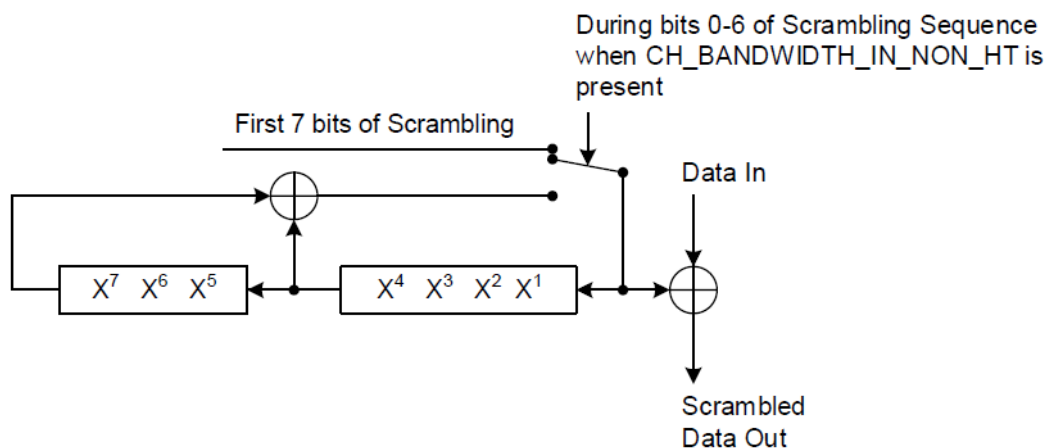 During bits 0-6 of Scrambling Sequence
when CH_BANDWIDTH_IN_NON_HT is
present
First 7 bits of Scrambling
Data In
X⁷ X⁶ X⁵
X⁴ X³ X² X¹
Scrambled
Data Out